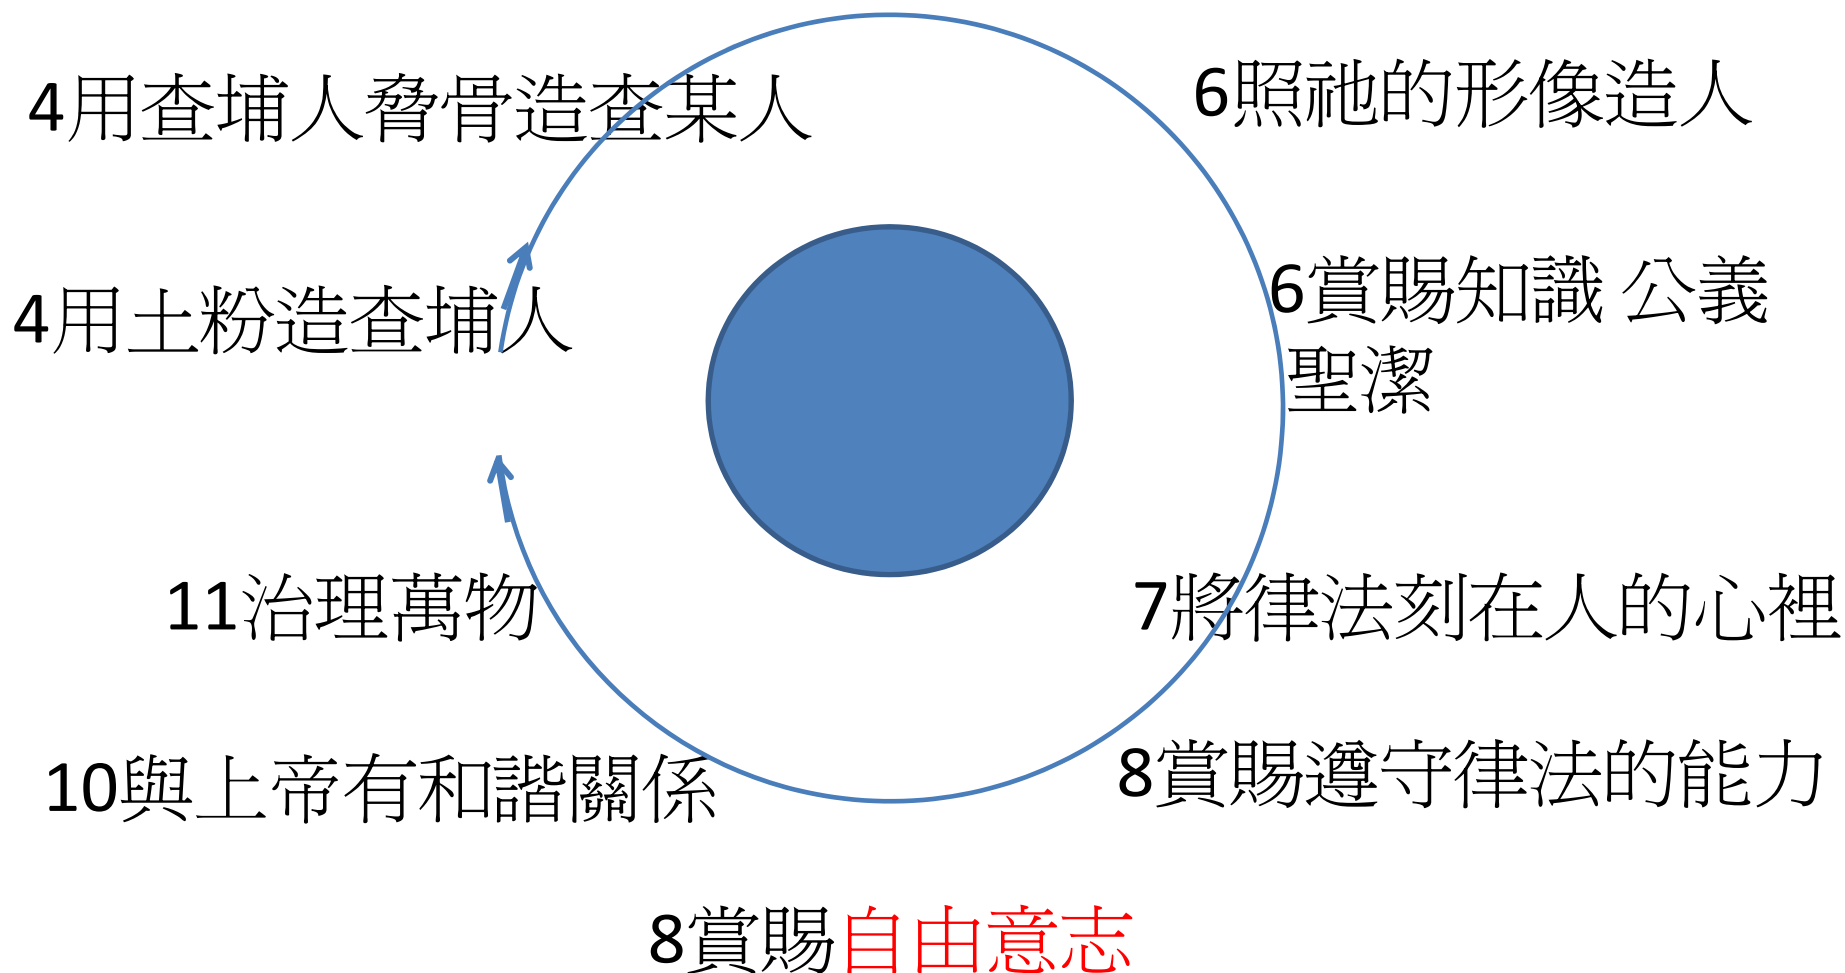 4用查埔人脅骨造查某人
6照祂的形像造人
4用土粉造查埔人
6賞賜知識 公義
聖潔
11治理萬物
7將律法刻在人的心裡
10與上帝有和諧關係
8賞賜遵守律法的能力
8賞賜自由意志